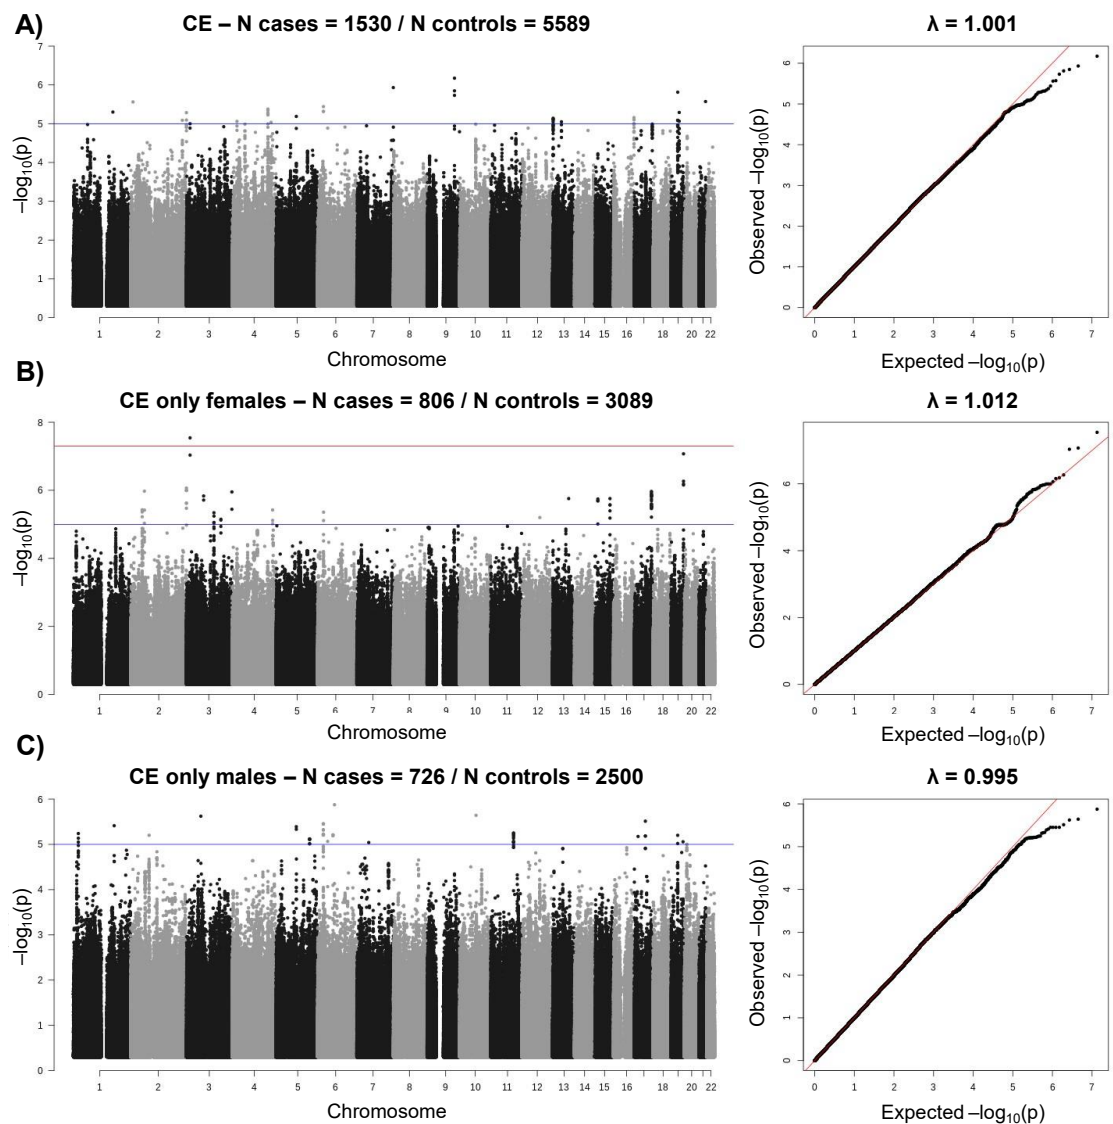 A)
CE – N cases = 1530 / N controls = 5589
λ = 1.001
–log10(p)
7
6
5
4
3
2
1
0
1 2 3 4 5 6 7 8 9 10 11 12 13 15 16 18 20 22
Chromosome
Observed –log10(p)
6
5
4
3
2
1
0
0 1 2 3 4 5 6 7
Expected –log10(p)
B)
CE only females – N cases = 806 / N controls = 3089
λ = 1.012
–log10(p)
8
6
4
2
0
1 2 3 4 5 6 7 8 9 10 11 12 13 15 16 18 20 22
Chromosome
Observed –log10(p)
6
4
2
0
0 1 2 3 4 5 6 7
Expected –log10(p)
C)
CE only males – N cases = 726 / N controls = 2500
λ = 0.995
–log10(p)
6
5
4
3
2
1
0
1 2 3 4 5 6 7 8 9 10 11 12 13 15 16 18 20 22
Chromosome
Observed –log10(p)
6
5
4
3
2
1
0
0 1 2 3 4 5 6 7
Expected –log10(p)